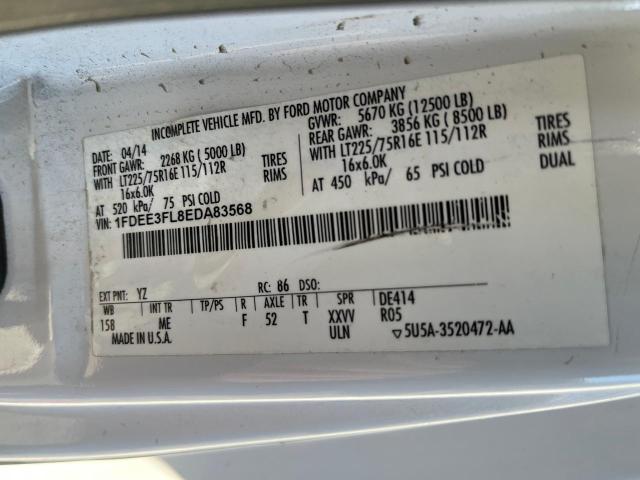 INCOMPLETE VEHICLE MFD. BY FORD MOTOR COMPANY
DATE: 04/14 GVWR: 5670 KG (12500 LB)
FRONT GAWR: 2268 KG (5000 LB) REAR GAWR: 3856 KG (8500 LB)
WITH LT225/75R16E 115/112R TIRES WITH LT225/75R16E 115/112R TIRES
16x6.0K RIMS 16x6.0K RIMS
AT 520 kPa/ 75 PSI COLD AT 450 kPa/ 65 PSI COLD DUAL
VIN: 1FDEE3FL8EDA83568
EXT PNT: YZ RC: 86 DSO:
WB INT TR TP/PS R AXLE TR SPR DE414
158 ME F 52 T XXVV R05
MADE IN U.S.A. ULN ▽5U5A-3520472-AA